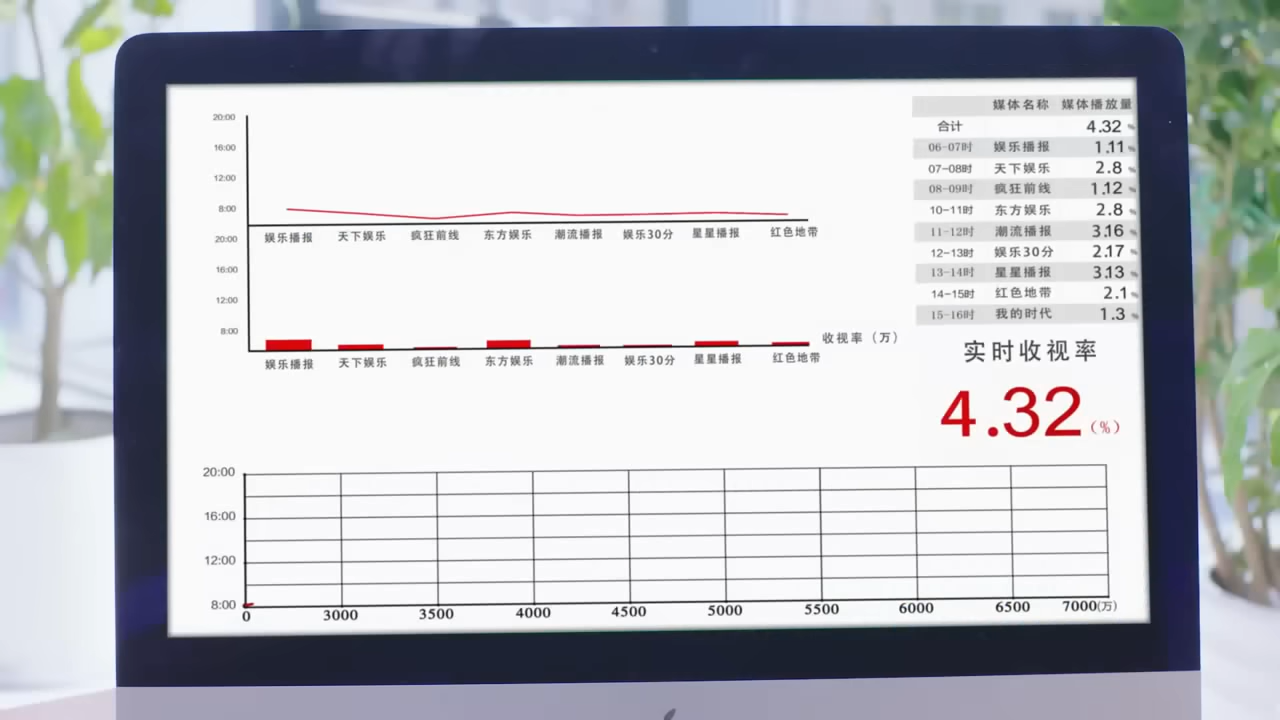 20:00
16:00
12:00
8:00
娱乐播报 天下娱乐 疯狂前线 东方娱乐 潮流播报 娱乐30分 星星播报 红色地带
20:00
16:00
12:00
8:00
收视率（万）
娱乐播报 天下娱乐 疯狂前线 东方娱乐 潮流播报 娱乐30分 星星播报 红色地带
媒体名称 媒体播放量
合计 4.32 %
06-07时 娱乐播报 1.11 %
07-08时 天下娱乐 2.8 %
08-09时 疯狂前线 1.12 %
10-11时 东方娱乐 2.8 %
11-12时 潮流播报 3.16 %
12-13时 娱乐30分 2.17 %
13-14时 星星播报 3.13 %
14-15时 红色地带 2.1 %
15-16时 我的时代 1.3 %
实时收视率
4.32(%)
20:00
16:00
12:00
8:00
0 3000 3500 4000 4500 5000 5500 6000 6500 7000(万)